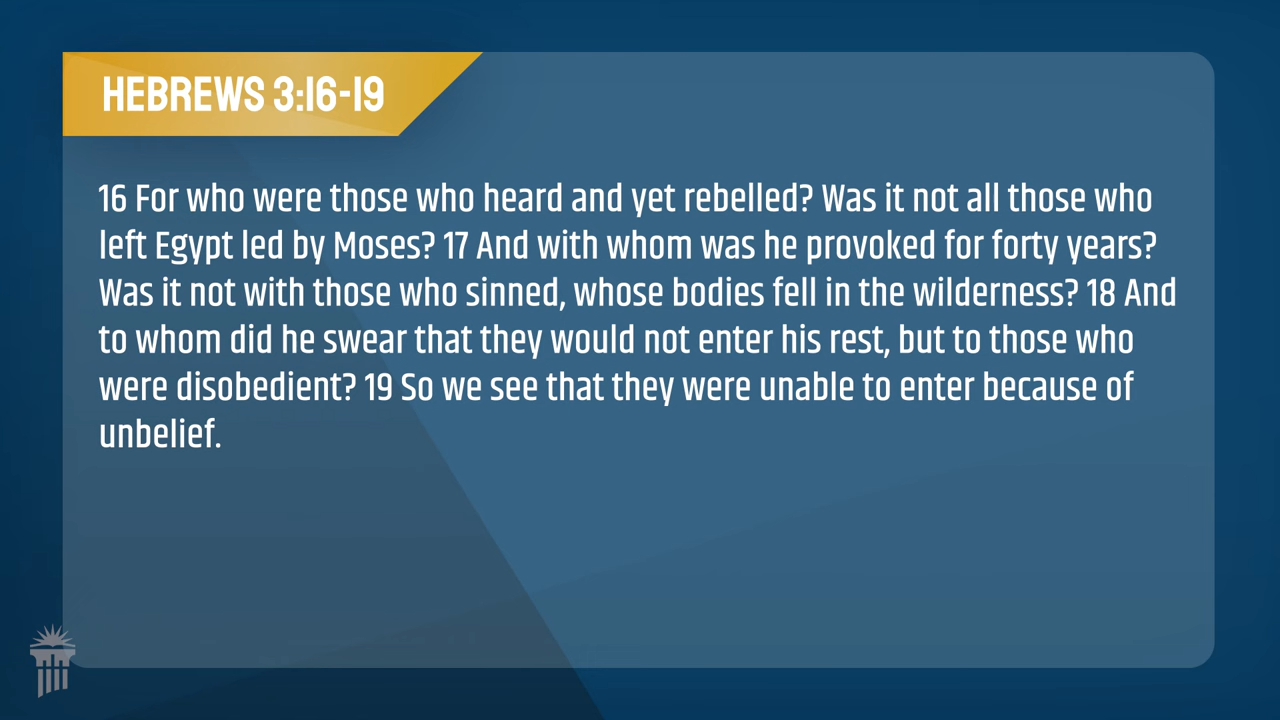 HEBREWS 3:16-19
16 For who were those who heard and yet rebelled? Was it not all those who
left Egypt led by Moses? 17 And with whom was he provoked for forty years?
Was it not with those who sinned, whose bodies fell in the wilderness? 18 And
to whom did he swear that they would not enter his rest, but to those who
were disobedient? 19 So we see that they were unable to enter because of
unbelief.